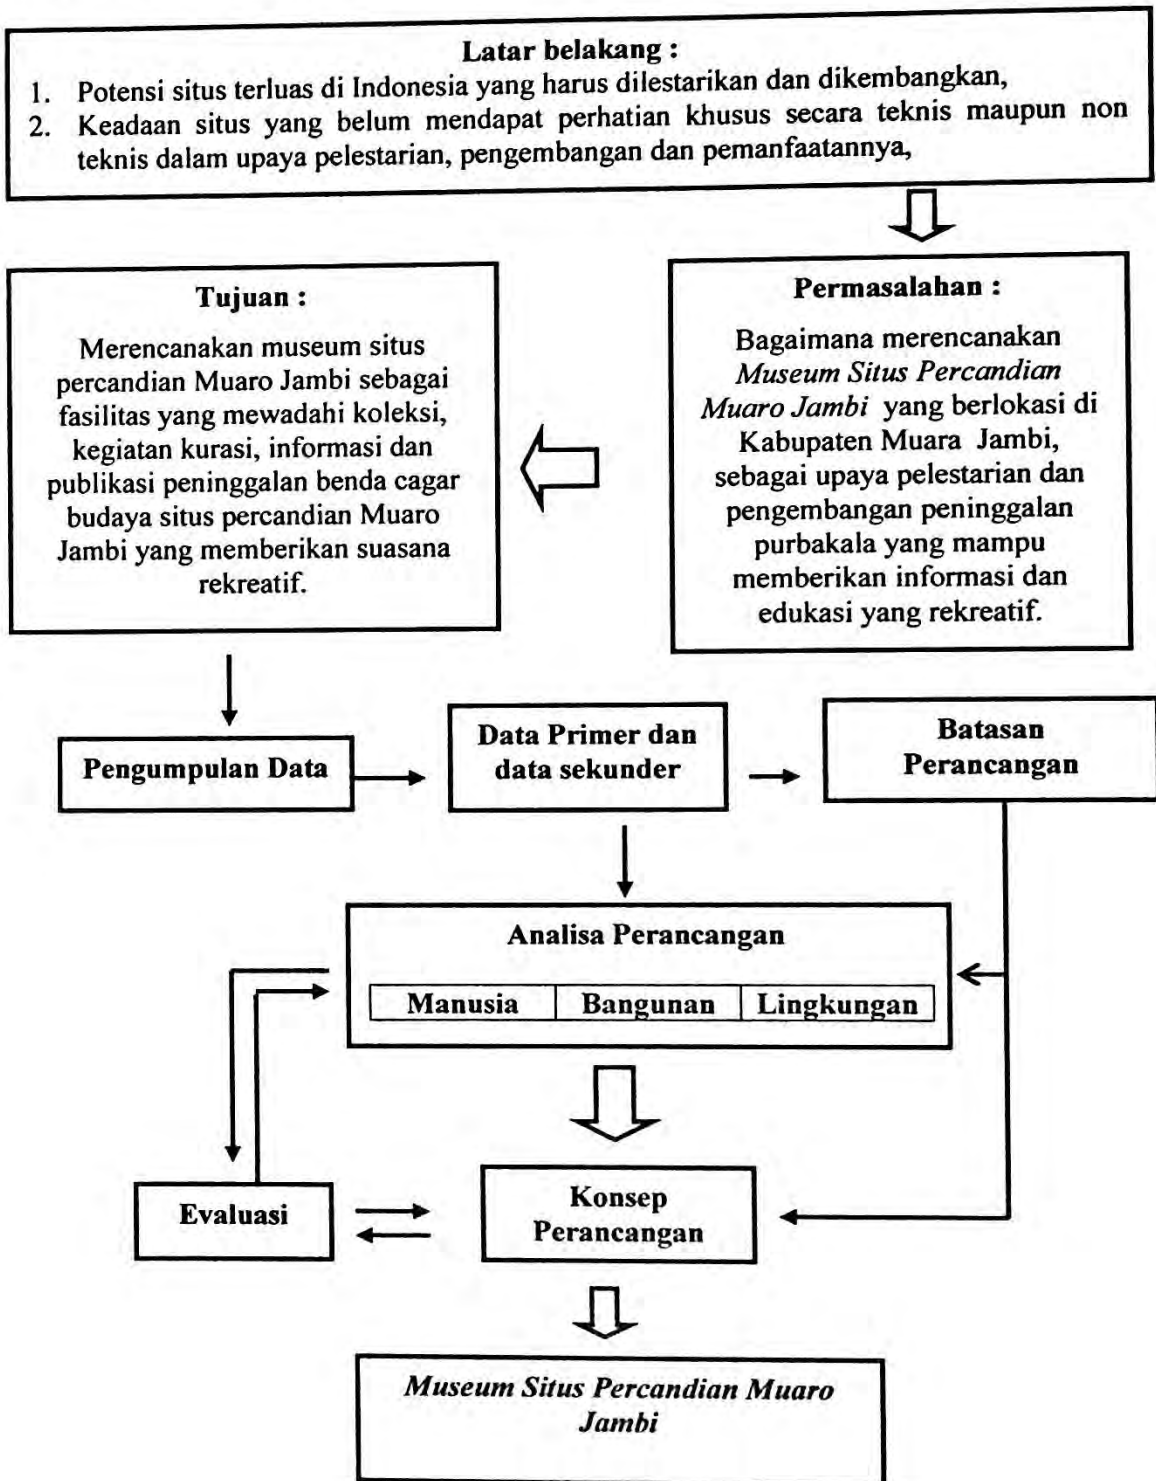 Latar belakang :
1. Potensi situs terluas di Indonesia yang harus dilestarikan dan dikembangkan,
2. Keadaan situs yang belum mendapat perhatian khusus secara teknis maupun non
teknis dalam upaya pelestarian, pengembangan dan pemanfaatannya,
Permasalahan :
Bagaimana merencanakan
Museum Situs Percandian
Muaro Jambi yang berlokasi di
Kabupaten Muara Jambi,
sebagai upaya pelestarian dan
pengembangan peninggalan
purbakala yang mampu
memberikan informasi dan
edukasi yang rekreatif.
Tujuan :
Merencanakan museum situs
percandian Muaro Jambi sebagai
fasilitas yang mewadahi koleksi,
kegiatan kurasi, informasi dan
publikasi peninggalan benda cagar
budaya situs percandian Muaro
Jambi yang memberikan suasana
rekreatif.
Pengumpulan Data
Data Primer dan
data sekunder
Batasan
Perancangan
Analisa Perancangan
Manusia Bangunan Lingkungan
Evaluasi
Konsep
Perancangan
Museum Situs Percandian Muaro
Jambi